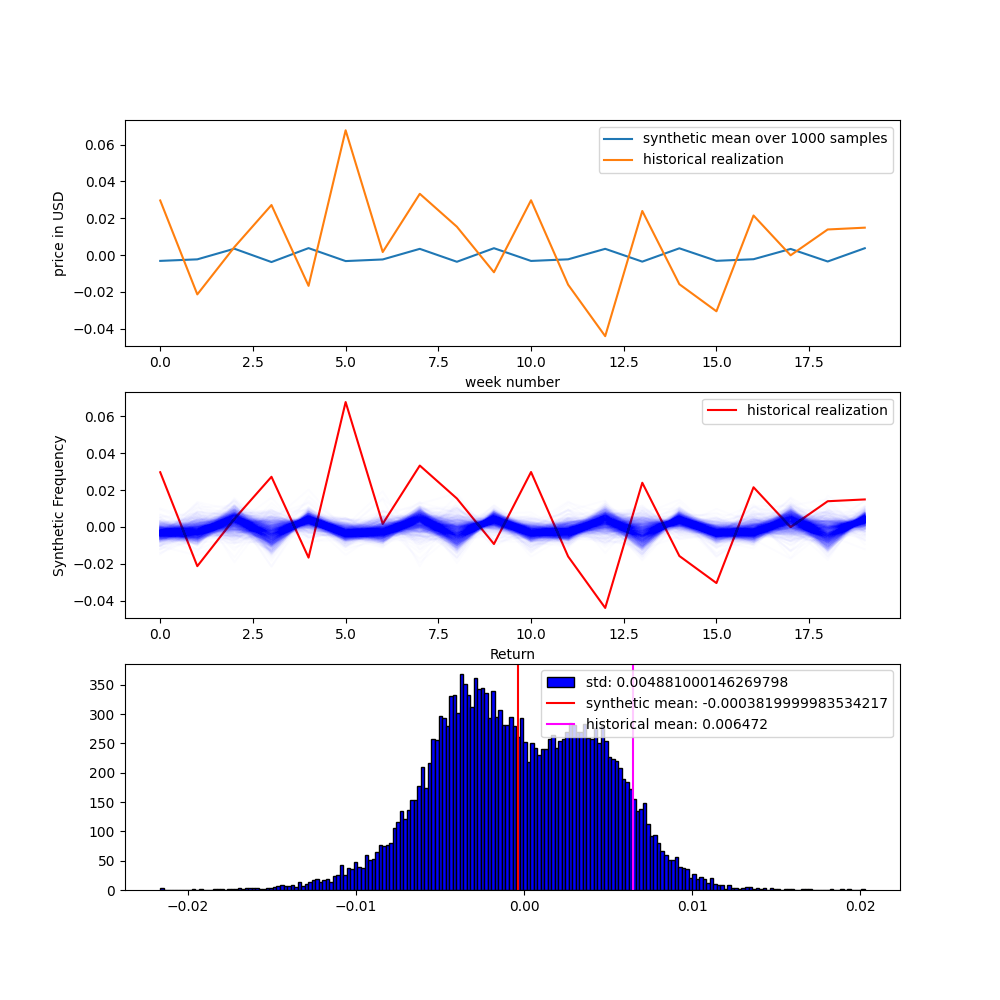 synthetic mean over 1000 samples
historical realization
price in USD
0.06
0.04
0.02
0.00
−0.02
−0.04
0.0 2.5 5.0 7.5 10.0 12.5 15.0 17.5
week number
historical realization
Synthetic Frequency
0.06
0.04
0.02
0.00
−0.02
−0.04
0.0 2.5 5.0 7.5 10.0 12.5 15.0 17.5
Return
std: 0.004881000146269798
synthetic mean: -0.0003819999983534217
historical mean: 0.006472
350
300
250
200
150
100
50
0
−0.02 −0.01 0.00 0.01 0.02